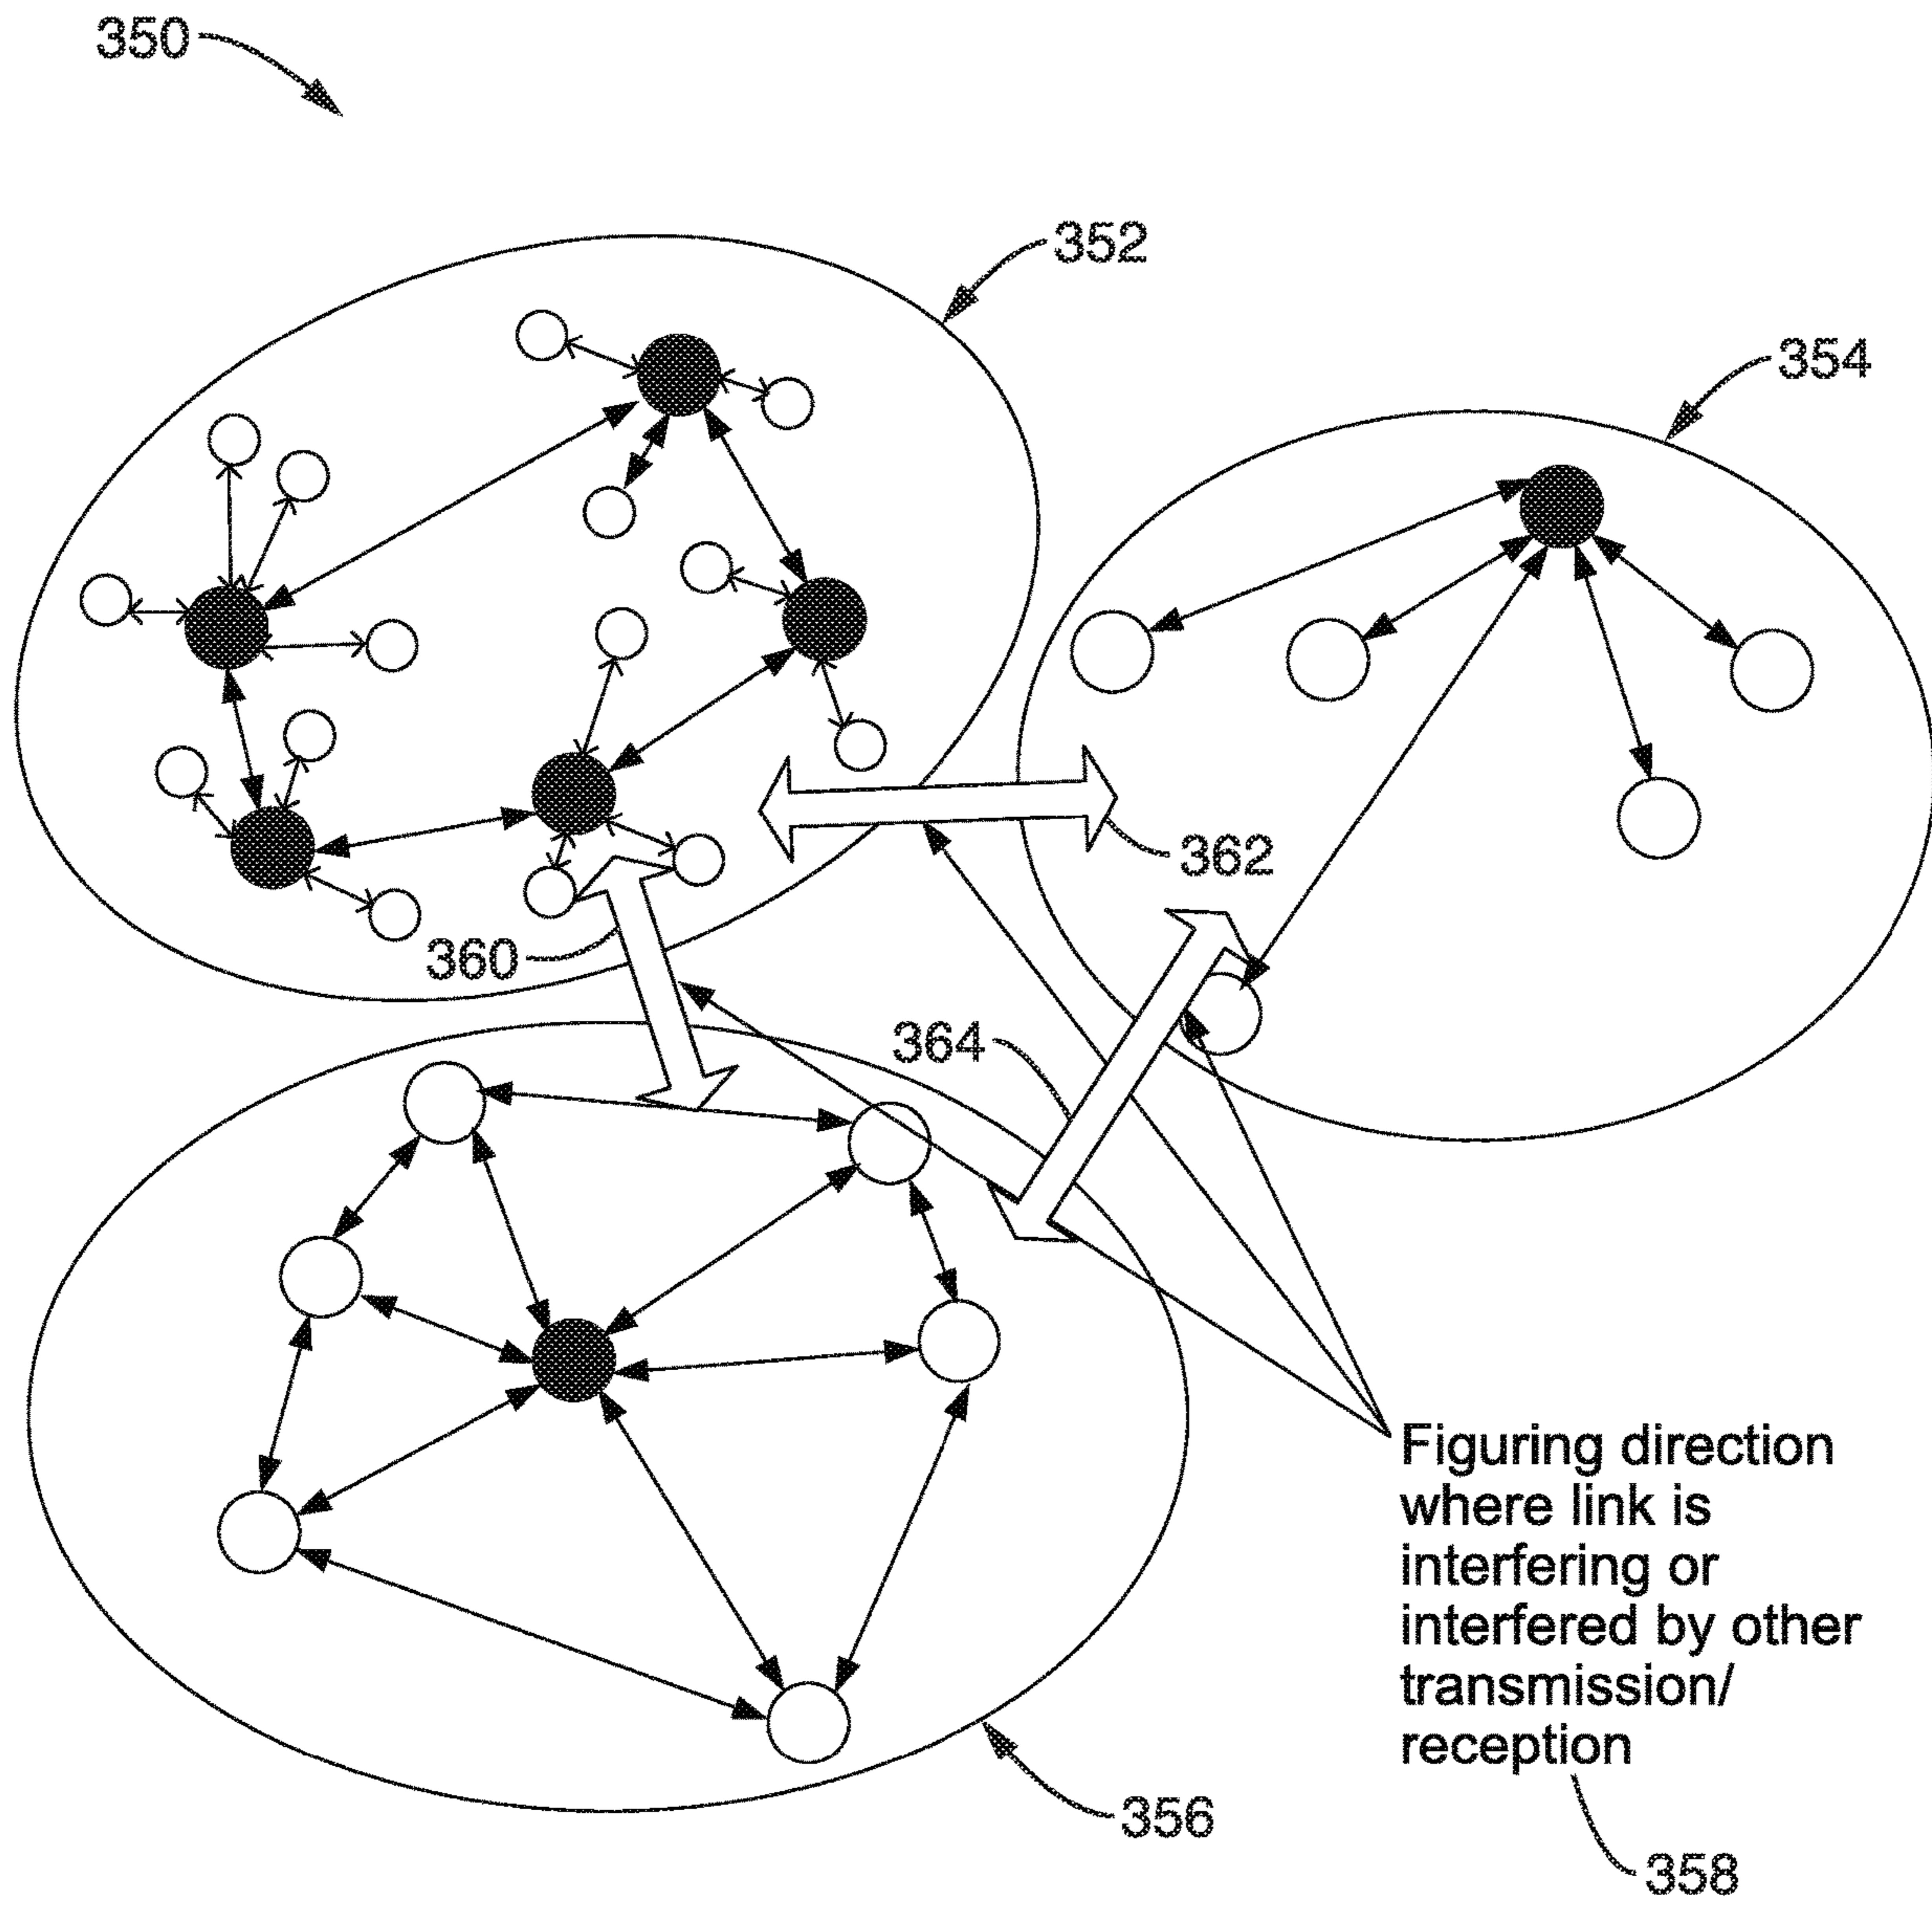 350
352
354
362
360
364
Figuring direction
where link is
interfering or
interfered by other
transmission/
reception
356
358